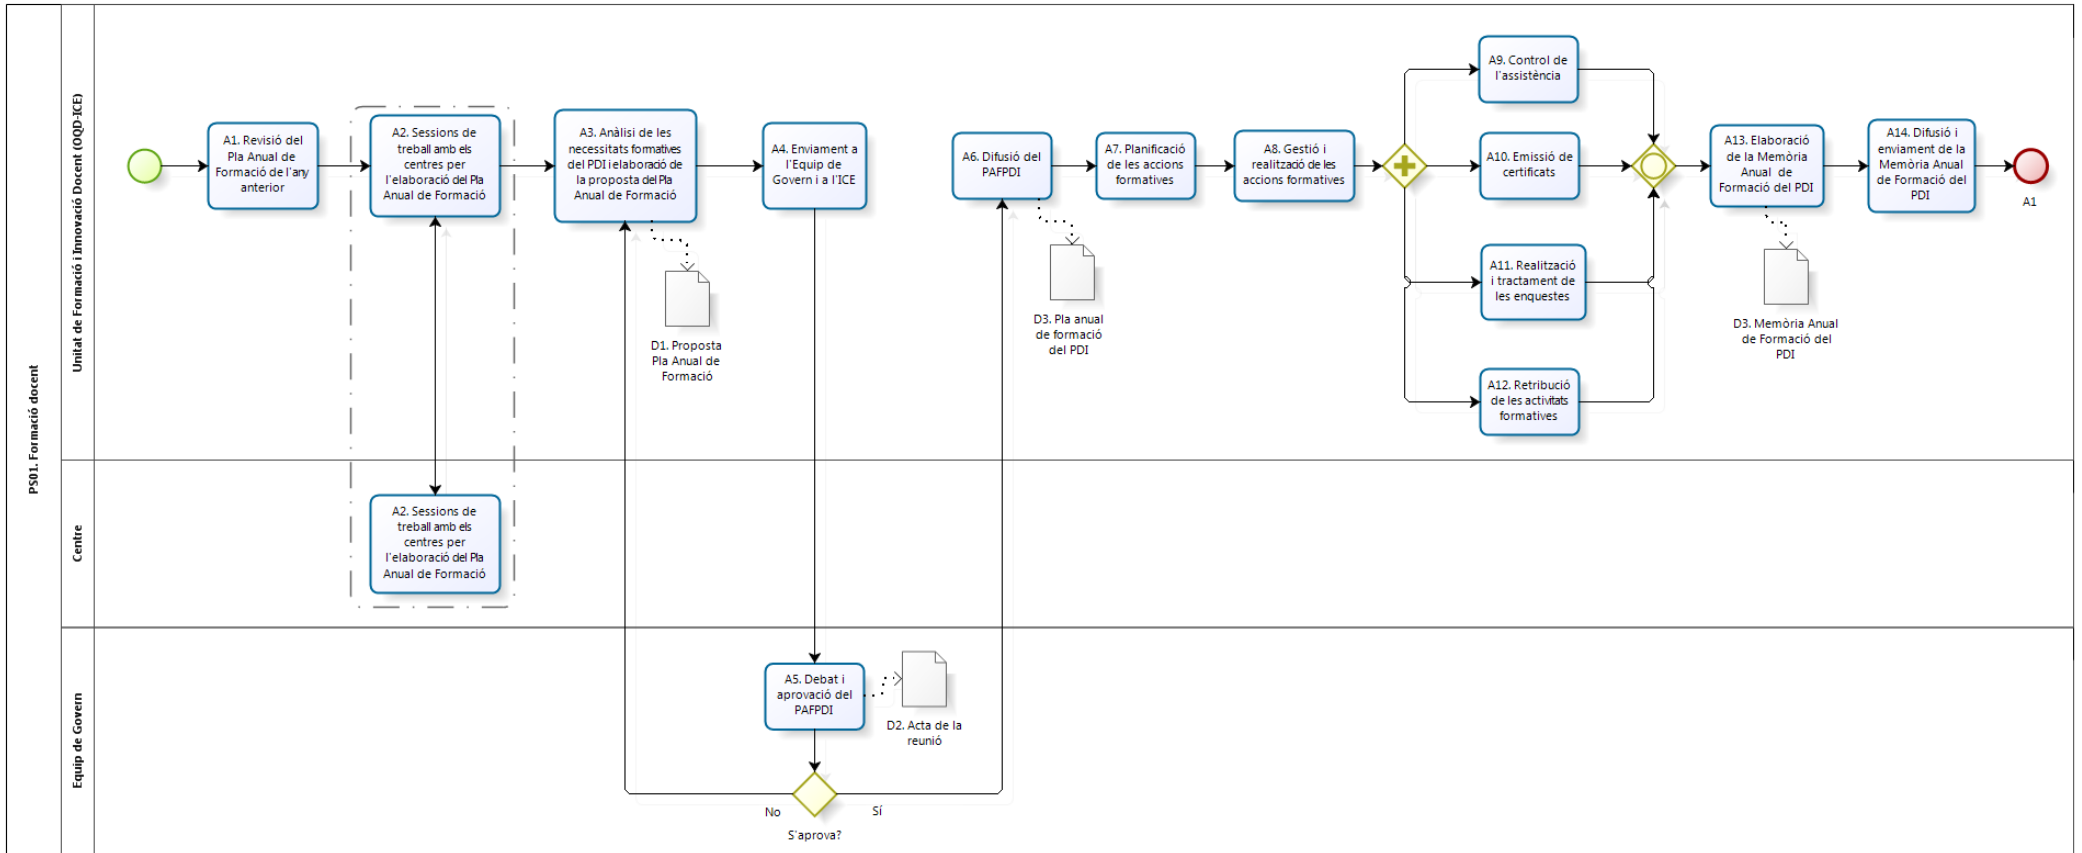 PS01. Formació docent
Unitat de Formació i Innovació Docent (OQD-ICE)
A1. Revisió del
Pla Anual de
Formació de l'any
anterior
A2. Sessions de
treball amb els
centres per
l'elaboració del Pla
Anual de Formació
A3. Anàlisi de les
necessitats formatives
del PDI i elaboració de
la proposta del Pla
Anual de Formació
D1. Proposta
Pla Anual de
Formació
A4. Enviament a
l'Equip de
Govern i a l'ICE
A6. Difusió del
PAFPDI
D3. Pla anual
de formació
del PDI
A7. Planificació
de les accions
formatives
A8. Gestió i
realització de les
accions formatives
A9. Control de
l'assistència
A10. Emissió de
certificats
A11. Realització
i tractament de
les enquestes
A12. Retribució
de les activitats
formatives
A13. Elaboració
de la Memòria
Anual de
Formació del PDI
D3. Memòria Anual
de Formació del
PDI
A14. Difusió i
enviament de la
Memòria Anual
de Formació del
PDI
A1
Centre
A2. Sessions de
treball amb els
centres per
l'elaboració del Pla
Anual de Formació
Equip de Govern
A5. Debat i
aprovació del
PAFPDI
D2. Acta de la
reunió
No
Sí
S'aprova?